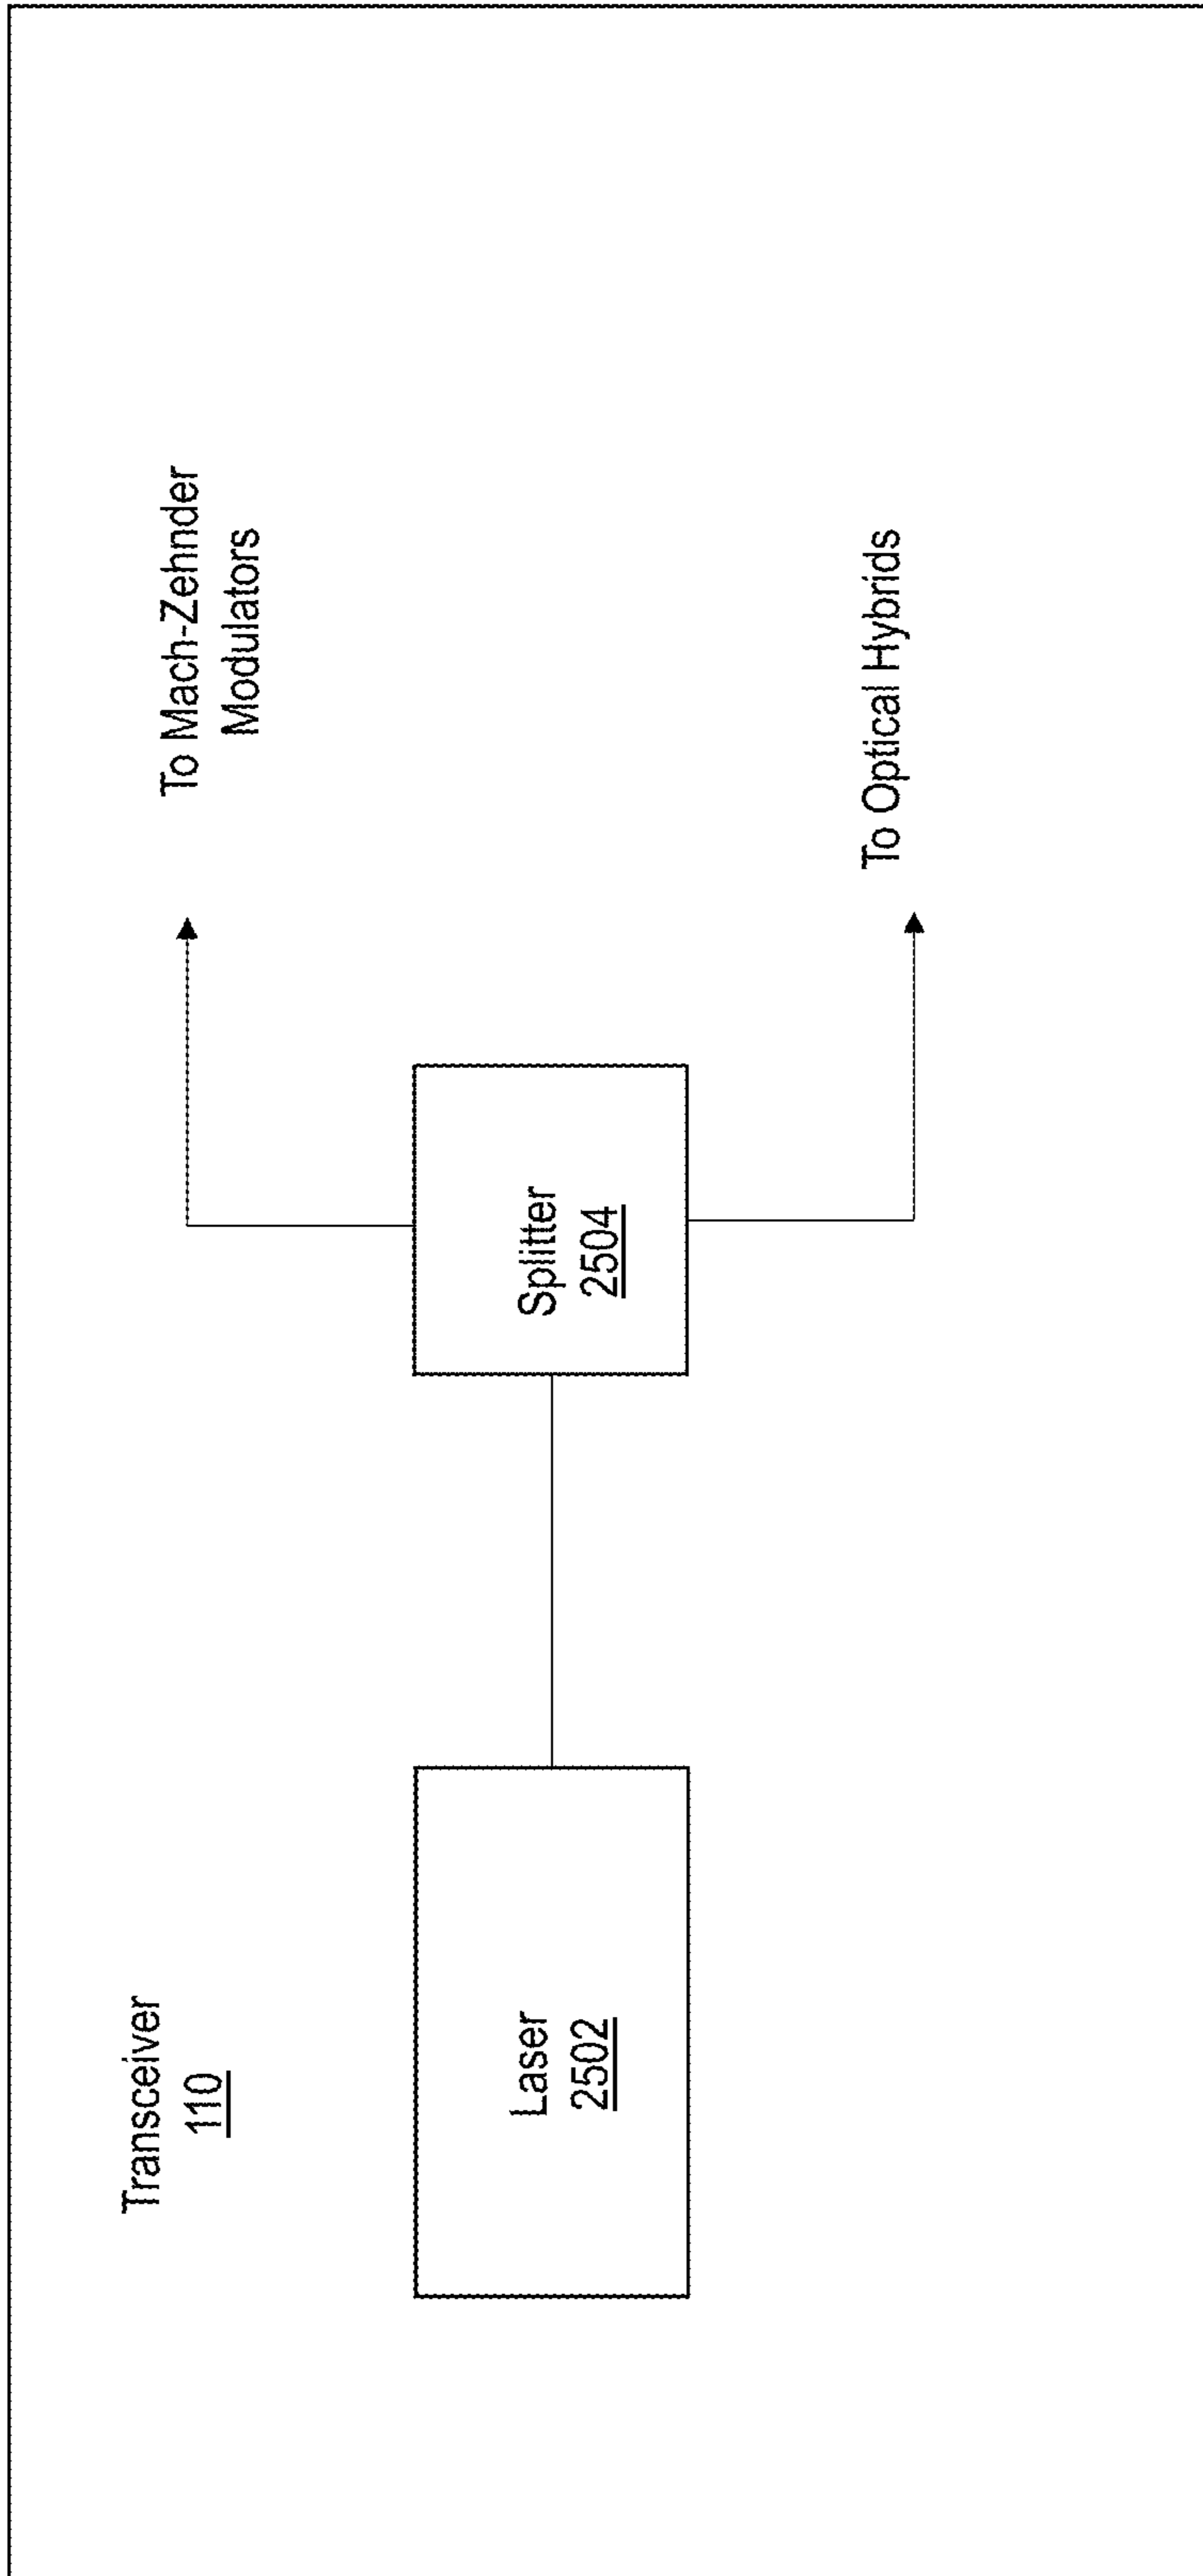 Transceiver
110
Laser
2502
Splitter
2504
To Mach-Zehnder
Modulators
To Optical Hybrids